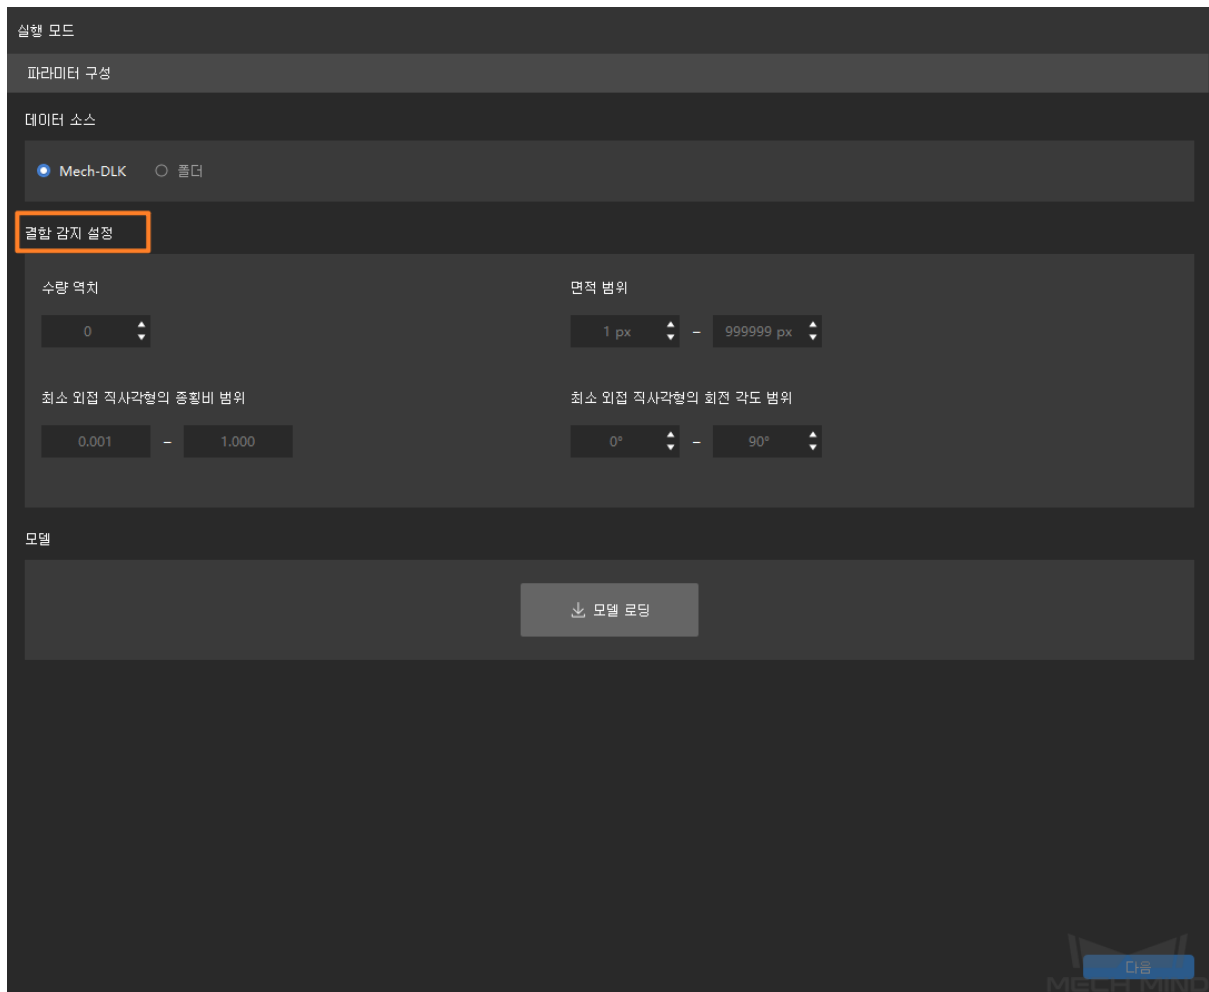 실행 모드
파라미터 구성
데이터 소스
Mech-DLK 폴더
결함 감지 설정
수량 역치 면적 범위
0 1 px – 999999 px
최소 외접 직사각형의 종횡비 범위 최소 외접 직사각형의 회전 각도 범위
0.001 – 1.000 0° – 90°
모델
모델 로딩
다음
MECH MIND